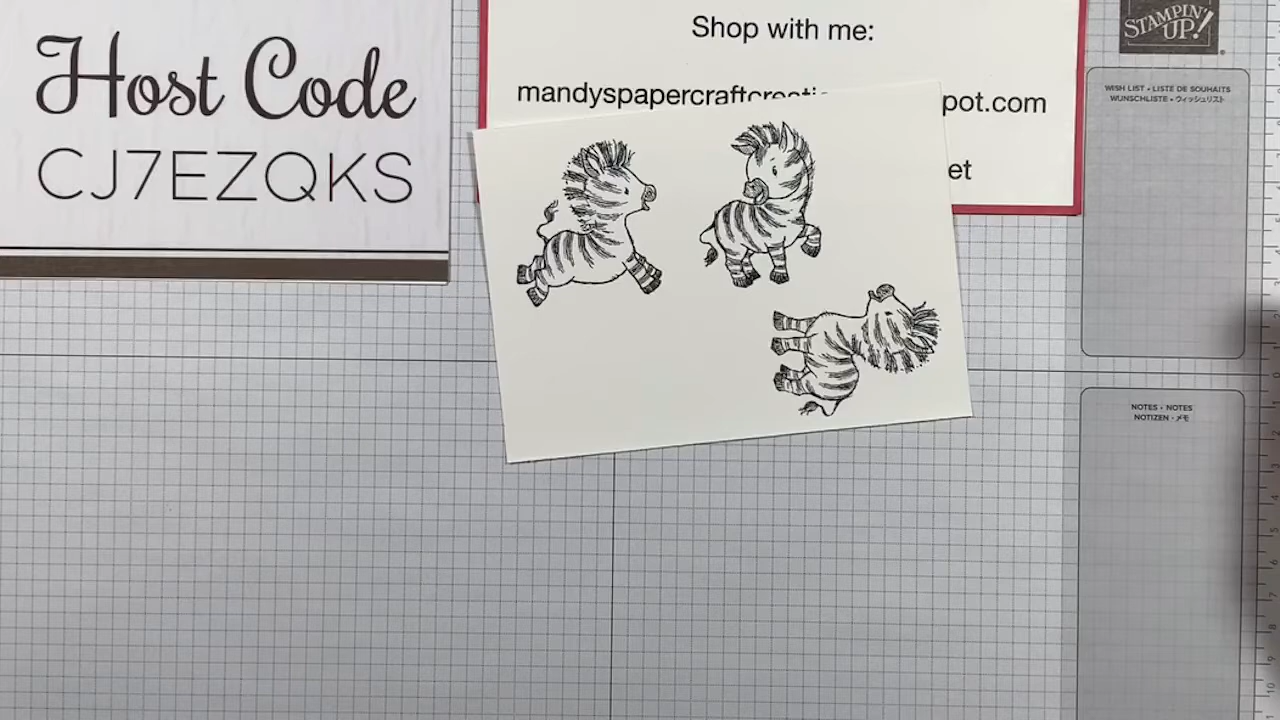 Host Code
CJ7EZQKS
Shop with me:
mandyspapercraftcreati pot.com
et
STAMPIN' UP!
WISH LIST • LISTE DE SOUHAITS
WUNSCHLISTE • ウィッシュリスト
NOTES • NOTES
NOTIZEN • メモ